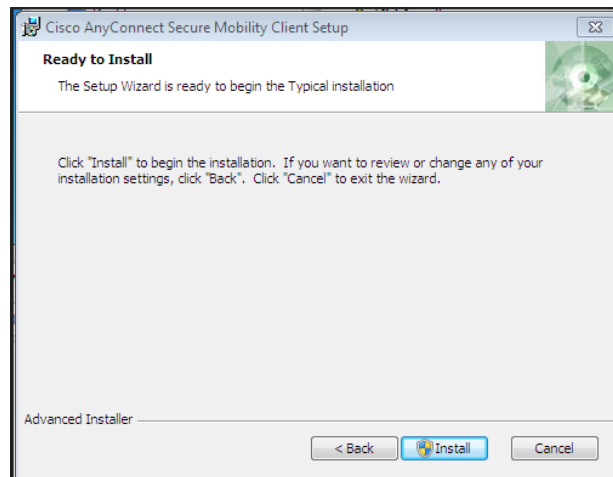 Cisco AnyConnect Secure Mobility Client Setup
Ready to Install
The Setup Wizard is ready to begin the Typical installation
Click "Install" to begin the installation. If you want to review or change any of your
installation settings, click "Back". Click "Cancel" to exit the wizard.
Advanced Installer
< Back Install Cancel